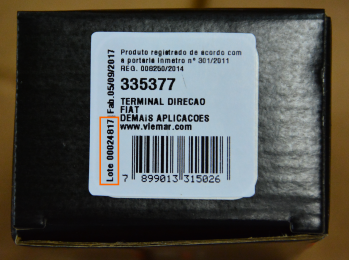 Produto registrado de acordo com
a portaria inmetro n° 301/2011
REG. 006250/2014
335377
TERMINAL DIRECAO
FIAT
DEMAIS APLICACOES
www.viemar.com
7 899013 315026
Lote 00024817 Fab.05/09/2017